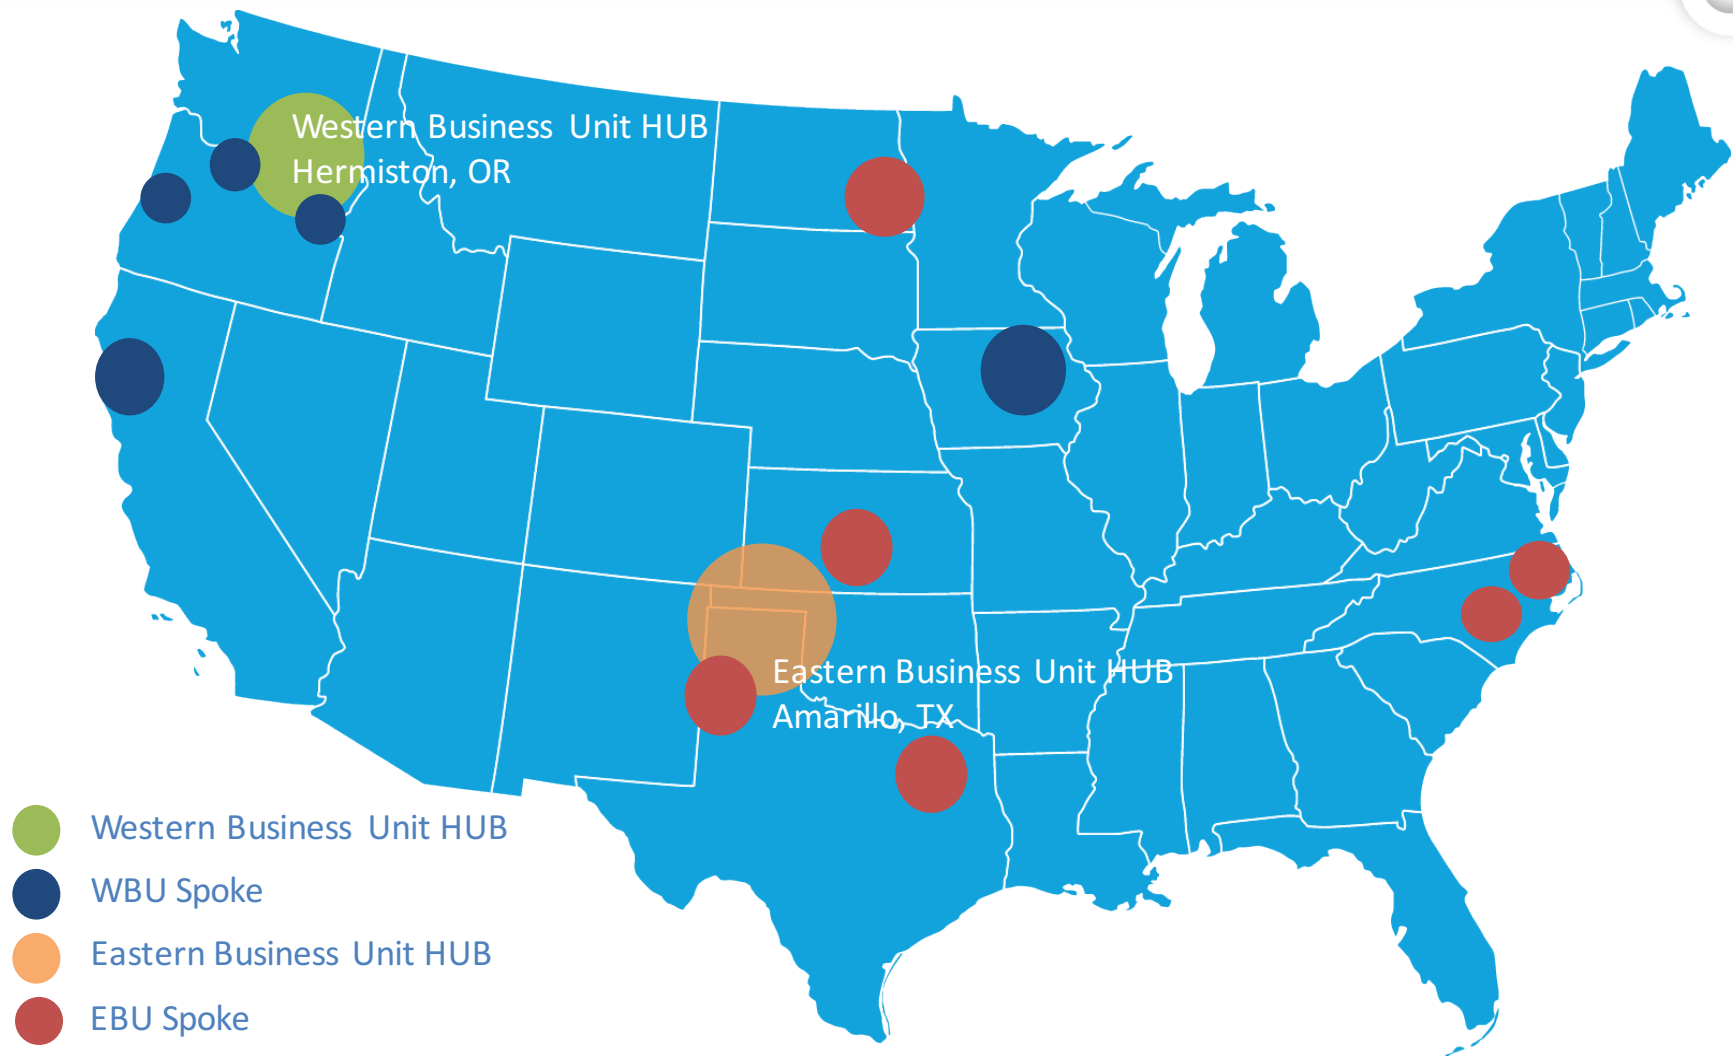 Western Business Unit HUB
Hermiston, OR
Eastern Business Unit HUB
Amarillo, TX
Western Business Unit HUB
WBU Spoke
Eastern Business Unit HUB
EBU Spoke